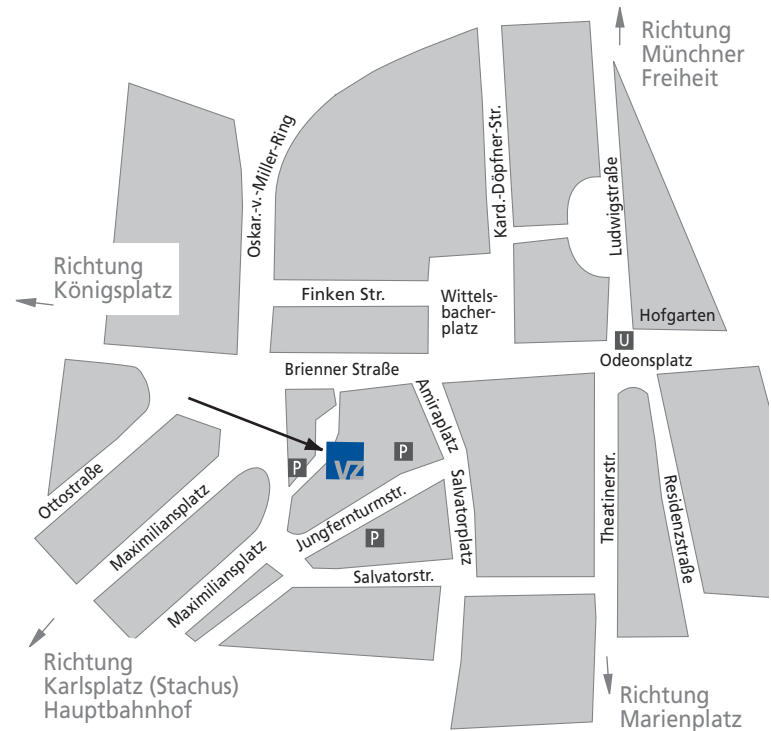 Richtung
Münchner
Freiheit
Oskar.-v.-Miller-Ring
Kard.-Döpfner-Str.
Ludwigstraße
Richtung
Königsplatz
Finken Str.
Wittels-
bacher-
platz
Hofgarten
U
Odeonsplatz
Brienner Straße
Amiraplatz
P
P
VZ
Ottostraße
Maximiliansplatz
Maximiliansplatz
Jungfernturmstr.
P
Salvatorplatz
Theatinerstr.
Residenzstraße
Salvatorstr.
Richtung
Karlsplatz (Stachus)
Hauptbahnhof
Richtung
Marienplatz